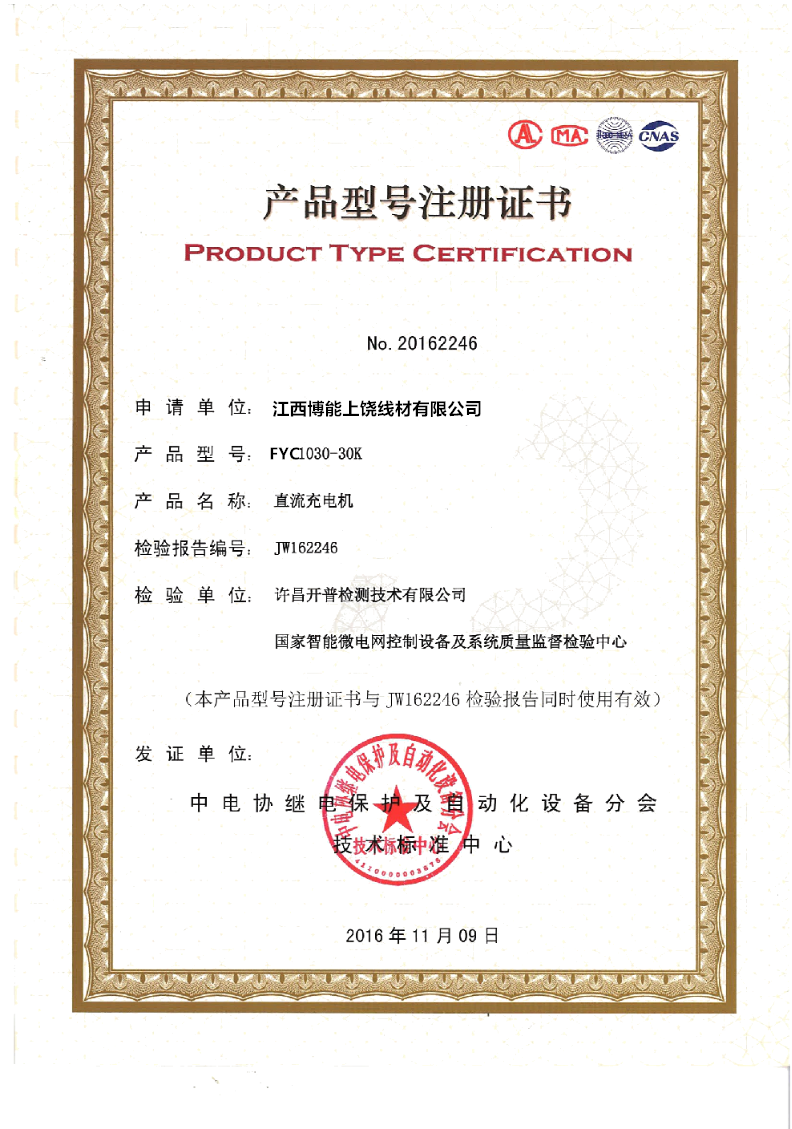 AL MA CNAS
产品型号注册证书
PRODUCT TYPE CERTIFICATION
No. 20162246
申请单位: 江西博能上饶线材有限公司
产品型号: FYC1030-30K
产品名称: 直流充电机
检验报告编号: JW162246
检验单位: 许昌开普检测技术有限公司
国家智能微电网控制设备及系统质量监督检验中心
（本产品型号注册证书与 JW162246 检验报告同时使用有效）
发证单位:
中电协继电保护及自动化设备分会
技术标准中心
中电协继电保护及自动化设备分会
技术标准中心
2016 年 11 月 09 日